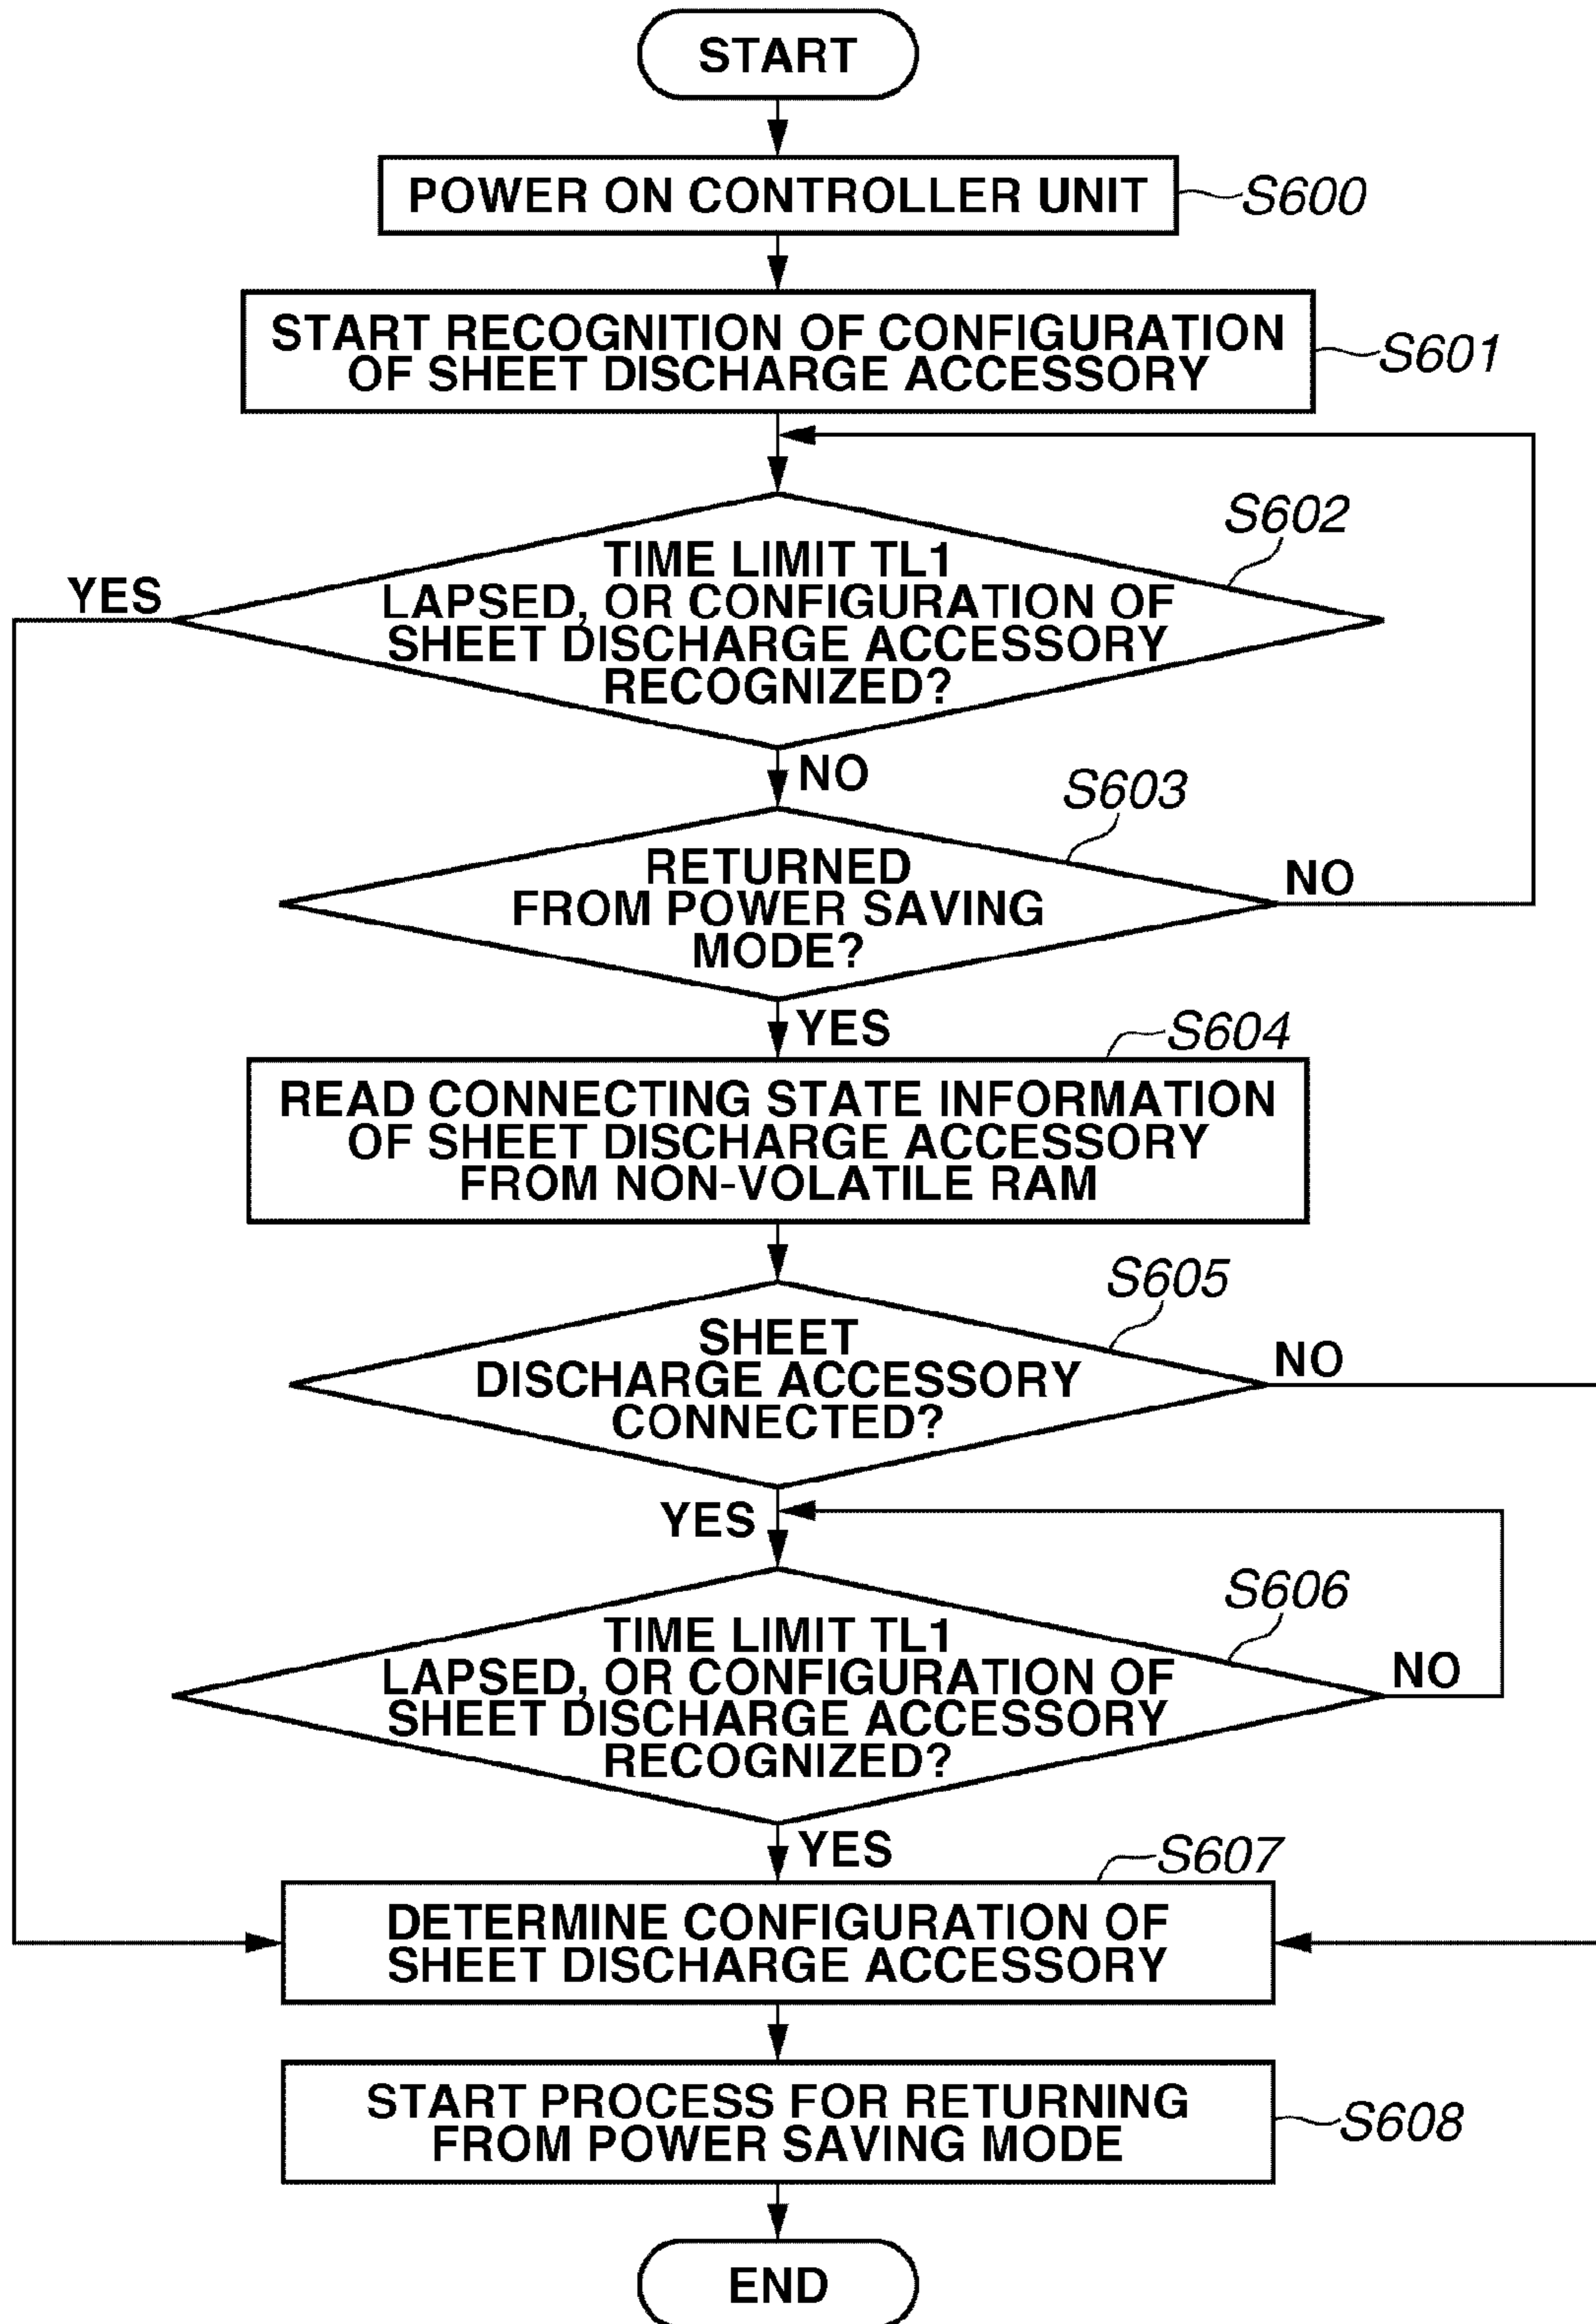 START
POWER ON CONTROLLER UNIT
S600
START RECOGNITION OF CONFIGURATION
OF SHEET DISCHARGE ACCESSORY
S601
S602
TIME LIMIT TL1
LAPSED, OR CONFIGURATION OF
SHEET DISCHARGE ACCESSORY
RECOGNIZED?
YES
NO
S603
RETURNED
FROM POWER SAVING
MODE?
NO
YES
S604
READ CONNECTING STATE INFORMATION
OF SHEET DISCHARGE ACCESSORY
FROM NON-VOLATILE RAM
S605
SHEET
DISCHARGE ACCESSORY
CONNECTED?
NO
YES
S606
TIME LIMIT TL1
LAPSED, OR CONFIGURATION OF
SHEET DISCHARGE ACCESSORY
RECOGNIZED?
NO
YES
S607
DETERMINE CONFIGURATION OF
SHEET DISCHARGE ACCESSORY
START PROCESS FOR RETURNING
FROM POWER SAVING MODE
S608
END